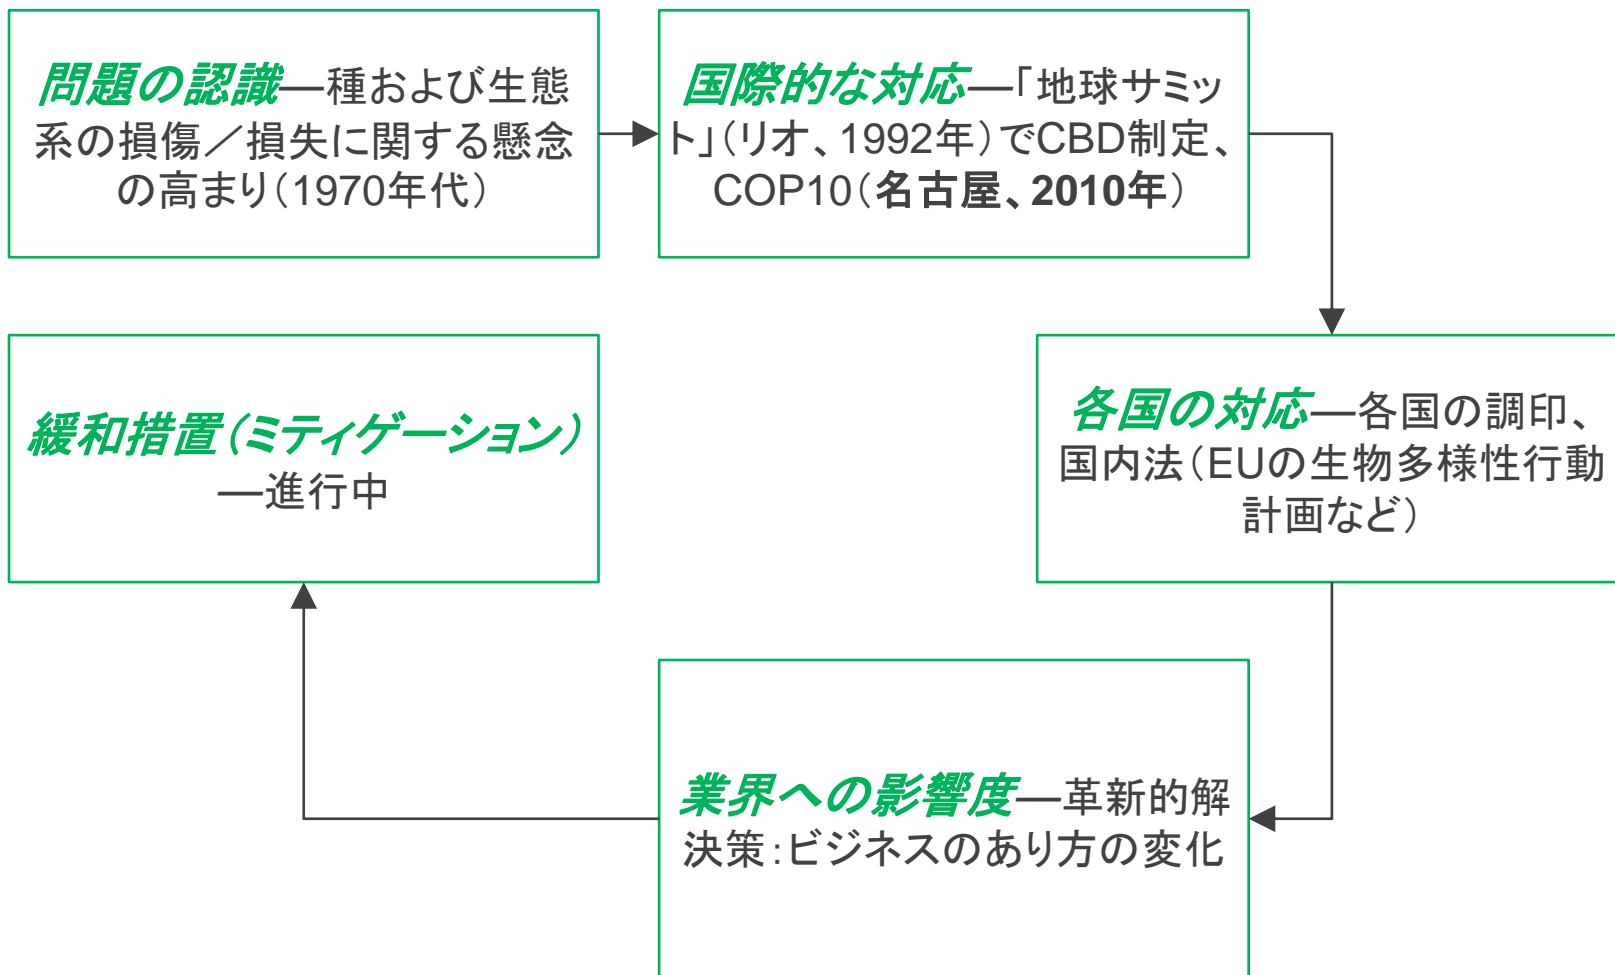 問題の認識—種および生態
系の損傷／損失に関する懸念
の高まり（1970年代）
国際的な対応—「地球サミッ
ト」（リオ、1992年）でCBD制定、
COP10（名古屋、2010年）
各国の対応—各国の調印、
国内法（EUの生物多様性行動
計画など）
業界への影響度—革新的解
決策：ビジネスのあり方の変化
緩和措置（ミティゲーション）
—進行中